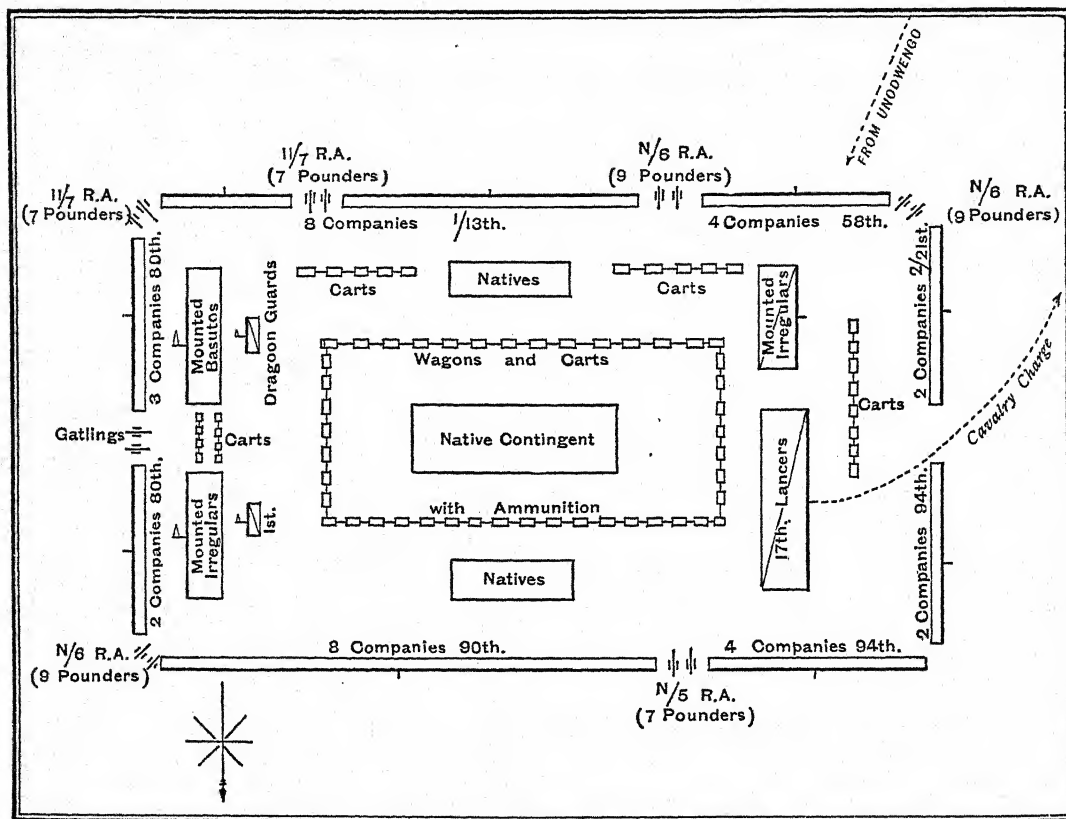 FROM UNODWENGO
11/7 R.A.
(7 Pounders)
N/6 R.A.
(9 Pounders)
11/7 R.A.
(7 Pounders)
N/6 R.A.
(9 Pounders)
8 Companies 1/13th.
4 Companies 58th.
3 Companies 80th.
Mounted
Basutos
Dragoon Guards
Carts
Natives
Carts
Mounted
Irregulars
2 Companies 2/21st.
Wagons and Carts
Carts
Cavalry Charge
Gatlings
Carts
Native Contingent
2 Companies 80th.
Mounted
Irregulars
1st.
with Ammunition
17th. Lancers
2 Companies 94th.
Natives
8 Companies 90th.
4 Companies 94th.
N/6 R.A.
(9 Pounders)
N/5 R.A.
(7 Pounders)